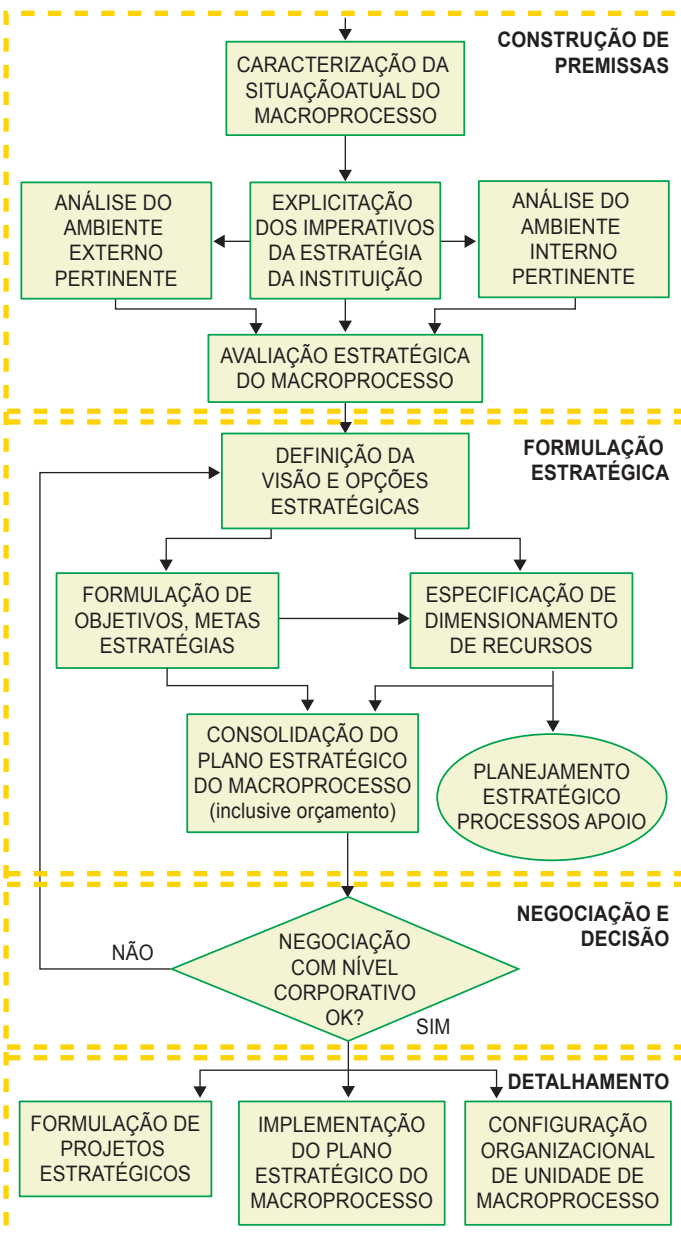 CONSTRUÇÃO DE
PREMISSAS
CARACTERIZAÇÃO DA
SITUAÇÃOATUAL DO
MACROPROCESSO
ANÁLISE DO
AMBIENTE
EXTERNO
PERTINENTE
EXPLICITAÇÃO
DOS IMPERATIVOS
DA ESTRATÉGIA
DA INSTITUIÇÃO
ANÁLISE DO
AMBIENTE
INTERNO
PERTINENTE
AVALIAÇÃO ESTRATÉGICA
DO MACROPROCESSO
FORMULAÇÃO
ESTRATÉGICA
DEFINIÇÃO DA
VISÃO E OPÇÕES
ESTRATÉGICAS
FORMULAÇÃO DE
OBJETIVOS, METAS
ESTRATÉGIAS
ESPECIFICAÇÃO DE
DIMENSIONAMENTO
DE RECURSOS
CONSOLIDAÇÃO DO
PLANO ESTRATÉGICO
DO MACROPROCESSO
(inclusive orçamento)
PLANEJAMENTO
ESTRATÉGICO
PROCESSOS APOIO
NEGOCIAÇÃO E
DECISÃO
NÃO
NEGOCIAÇÃO
COM NÍVEL
CORPORATIVO
OK?
SIM
DETALHAMENTO
FORMULAÇÃO DE
PROJETOS
ESTRATÉGICOS
IMPLEMENTAÇÃO
DO PLANO
ESTRATÉGICO DO
MACROPROCESSO
CONFIGURAÇÃO
ORGANIZACIONAL
DE UNIDADE DE
MACROPROCESSO